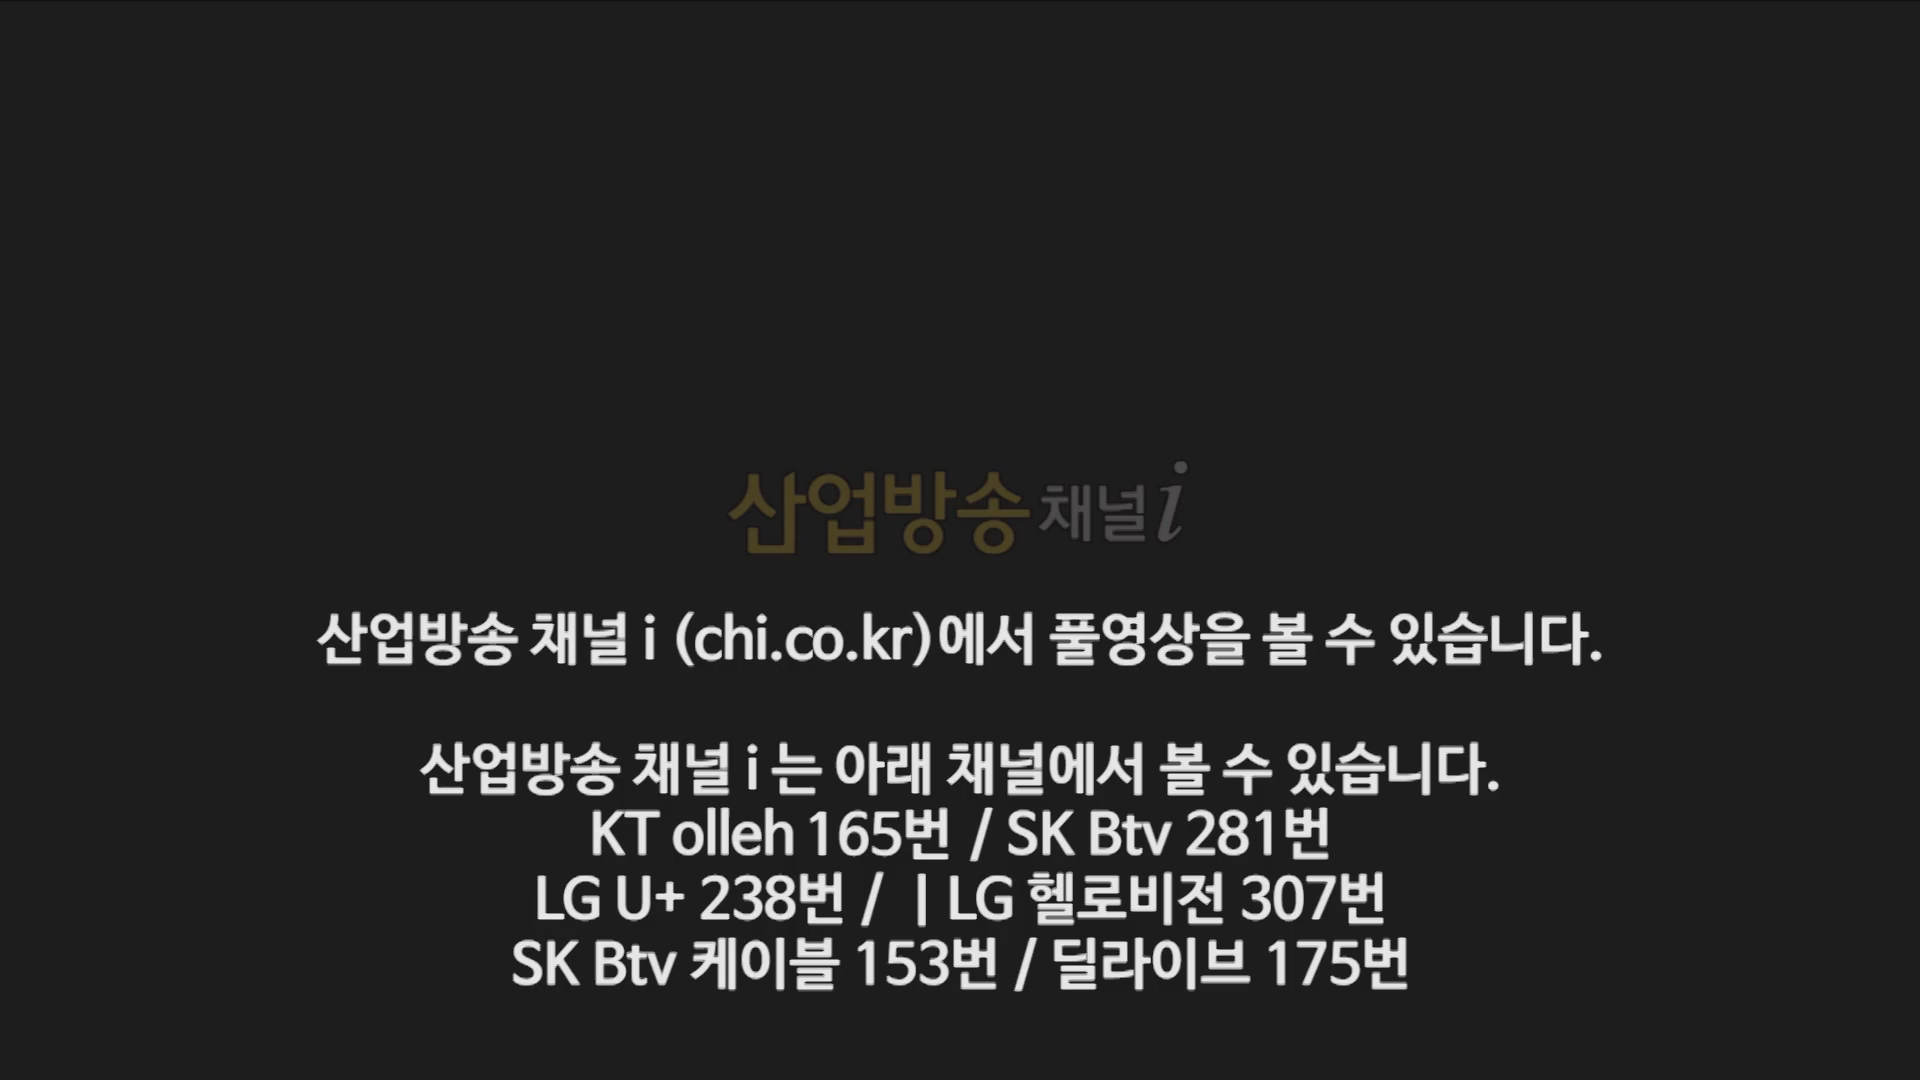 산업방송 채널i
산업방송 채널 i (chi.co.kr)에서 풀영상을 볼 수 있습니다.
산업방송 채널 i 는 아래 채널에서 볼 수 있습니다.
KT olleh 165번 / SK Btv 281번
LG U+ 238번 / | LG 헬로비전 307번
SK Btv 케이블 153번 / 딜라이브 175번